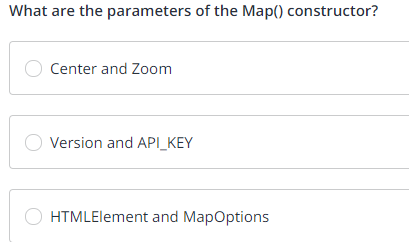 What are the parameters of the Map() constructor?
Center and Zoom
Version and API_KEY
HTMLElement and MapOptions